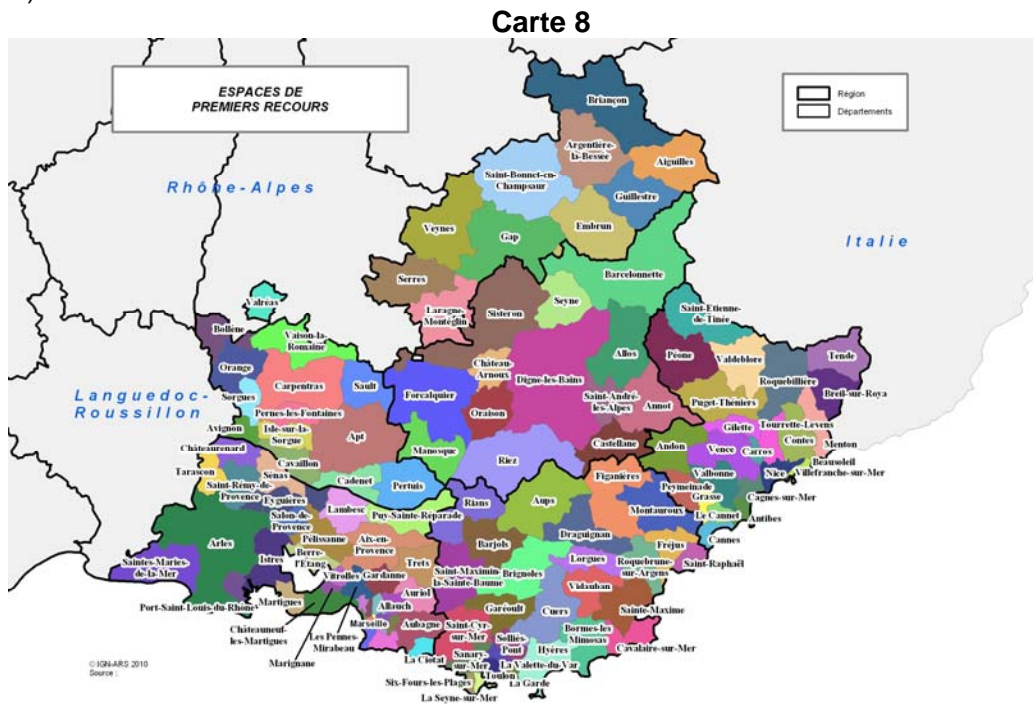 Carte 8
ESPACES DE
PREMIERS RECOURS
Région
Départements
Rhône-Alpes
Italie
Languedoc-
Roussillon
Briançon
Argentière-
la-Bessée
Aiguilles
Saint-Bonnet-en-
Champsaur
Guillestre
Veynes
Gap
Embrun
Barcelonnette
Serres
Laragne-
Montéglin
Sisteron
Seyne
Saint-Etienne-
de-Tinée
Valréas
Bollène
Vaison-la-
Romaine
Orange
Château-
Arnoux
Allos
Péone
Valdeblore
Tende
Roquebillière
Carpentras
Sault
Forcalquier
Digne-les-Bains
Sorgues
Pernes-les-Fontaines
Oraison
Saint-André-
les-Alpes
Annot
Puget-Théniers
Breil-sur-Roya
Avignon
Isle-sur-la-
Sorgue
Apt
Gilette
Tourrette-Levens
Châteaurenard
Cavaillon
Manosque
Castellane
Andon
Vence
Carros
Contes
Menton
Riez
Beausoleil
Tarascon
Sénas
Cadenet
Pertuis
Figanières
Peymeinade
Valbonne
Nice
Villefranche-sur-Mer
Saint-Rémy-de-
Provence
Eyguières
Lambesc
Puy-Sainte-Réparade
Rians
Aups
Grasse
Cagnes-sur-Mer
Salon-de-
Provence
Montauroux
Le Cannet
Antibes
Arles
Pélissanne
Aix-en-
Provence
Barjols
Draguignan
Fréjus
Cannes
Berre-
l'Etang
Istres
Trets
Lorgues
Roquebrune-
sur-Argens
Saint-Raphaël
Saintes-Maries-
de-la-Mer
Vitrolles
Gardanne
Saint-Maximin-
la-Sainte-Baume
Brignoles
Vidauban
Auriol
Port-Saint-Louis-du-Rhône
Martigues
Allauch
Garéoult
Cuers
Sainte-Maxime
Châteauneuf-
les-Martigues
Marseille
Aubagne
Saint-Cyr-
sur-Mer
Solliès-
Pont
Bormes-les
Mimosas
Les Pennes-
Mirabeau
Marignane
La Ciotat
Sanary-
sur-Mer
Hyères
Cavalaire-sur-Mer
La Valette-du-Var
Toulon
Six-Fours-les-Plages
La Garde
La Seyne-sur-Mer
© IGN-ARS 2010
Source :